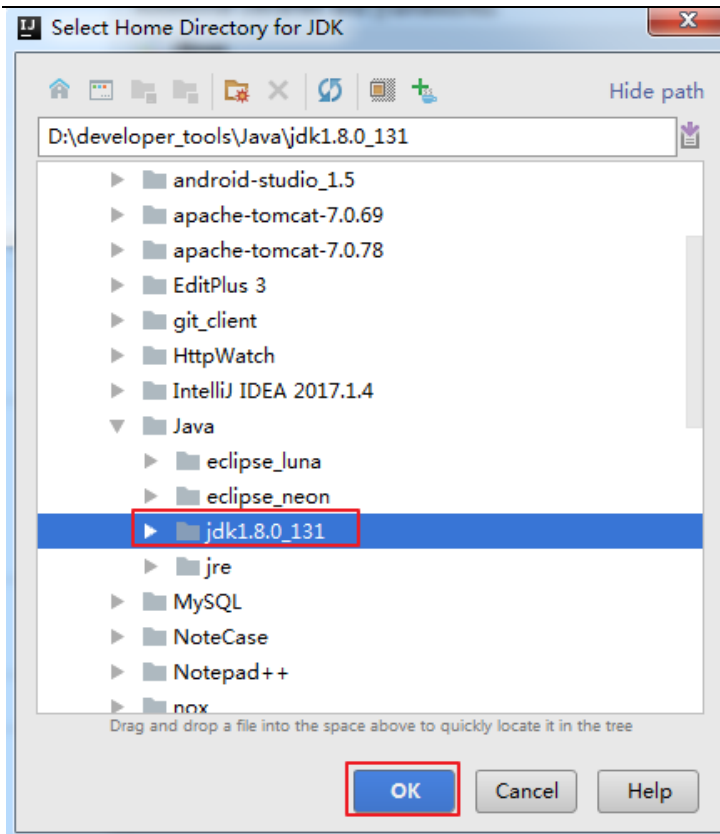 Select Home Directory for JDK
Hide path
D:\developer_tools\Java\jdk1.8.0_131
android-studio_1.5
apache-tomcat-7.0.69
apache-tomcat-7.0.78
EditPlus 3
git_client
HttpWatch
IntelliJ IDEA 2017.1.4
Java
eclipse_luna
eclipse_neon
jdk1.8.0_131
jre
MySQL
NoteCase
Notepad++
nox
Drag and drop a file into the space above to quickly locate it in the tree
OK Cancel Help